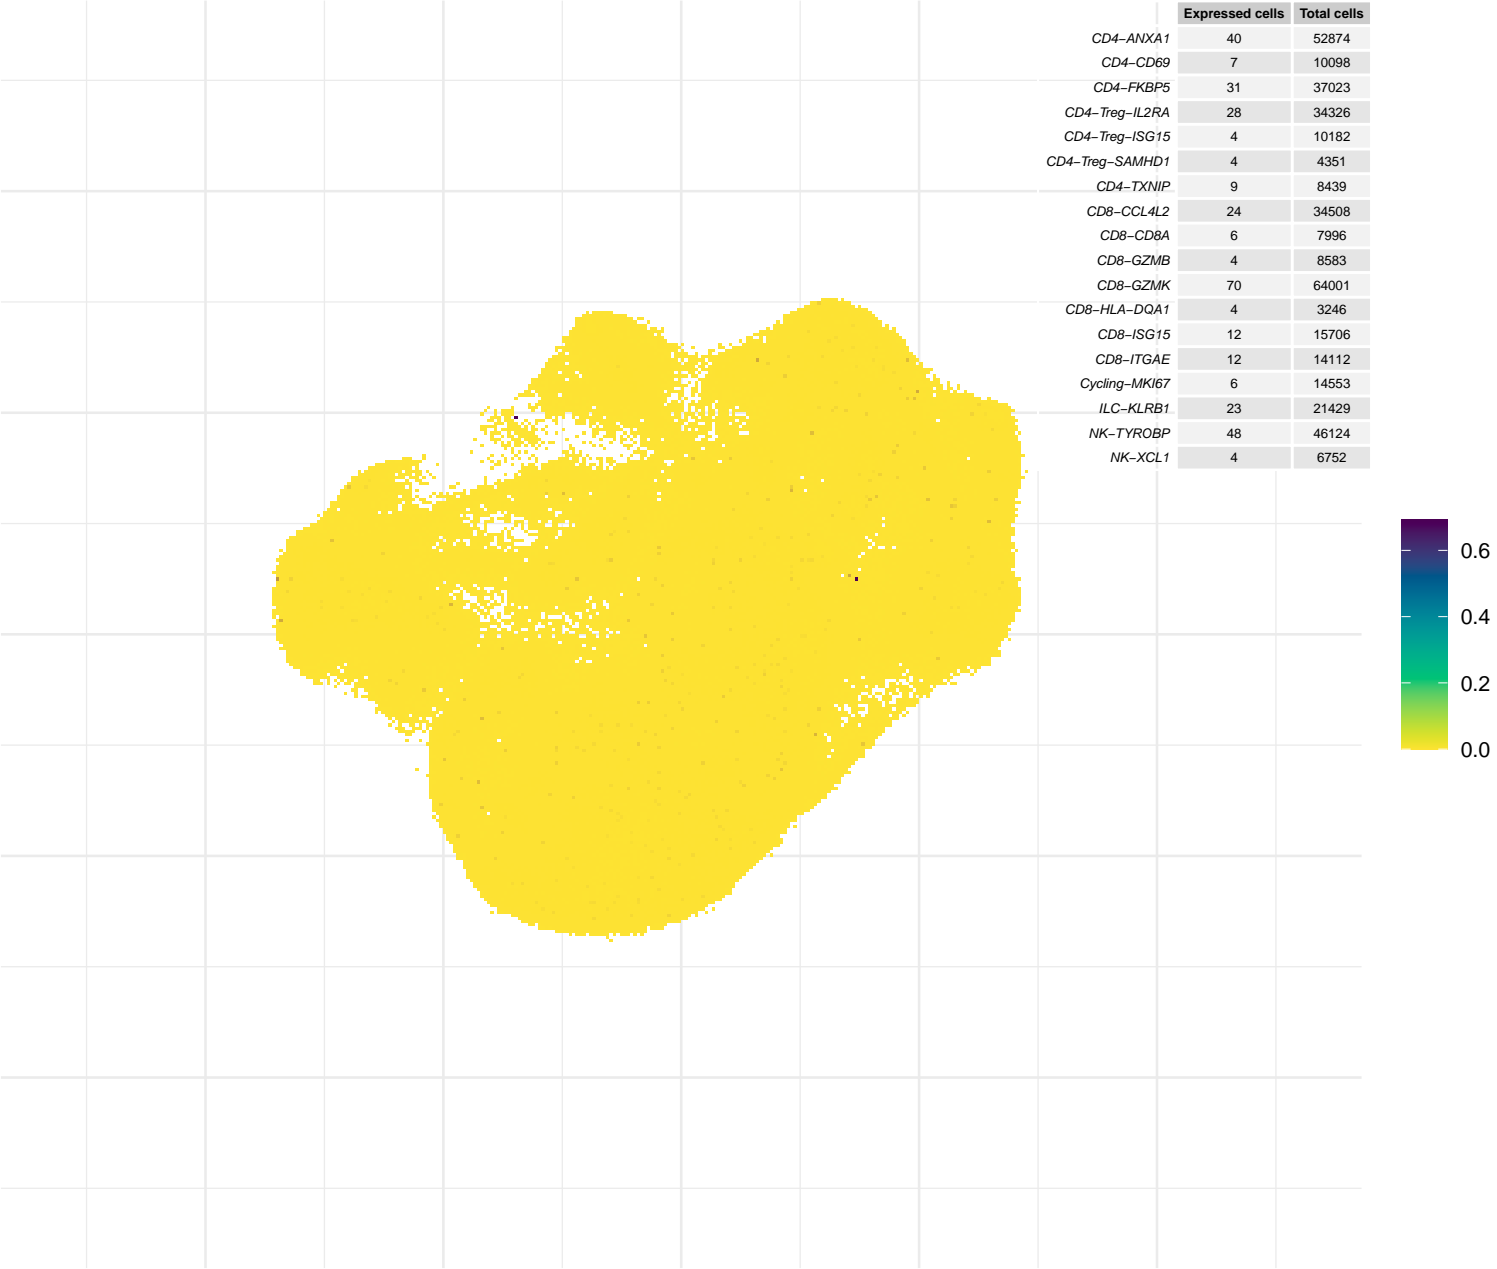 Expressed cells Total cells
CD4−ANXA1 40 52874
CD4−CD69 7 10098
CD4−FKBP5 31 37023
CD4−Treg−IL2RA 28 34326
CD4−Treg−ISG15 4 10182
CD4−Treg−SAMHD1 4 4351
CD4−TXNIP 9 8439
CD8−CCL4L2 24 34508
CD8−CD8A 6 7996
CD8−GZMB 4 8583
CD8−GZMK 70 64001
CD8−HLA−DQA1 4 3246
CD8−ISG15 12 15706
CD8−ITGAE 12 14112
Cycling−MKI67 6 14553
ILC−KLRB1 23 21429
NK−TYROBP 48 46124
NK−XCL1 4 6752
0.6
0.4
0.2
0.0